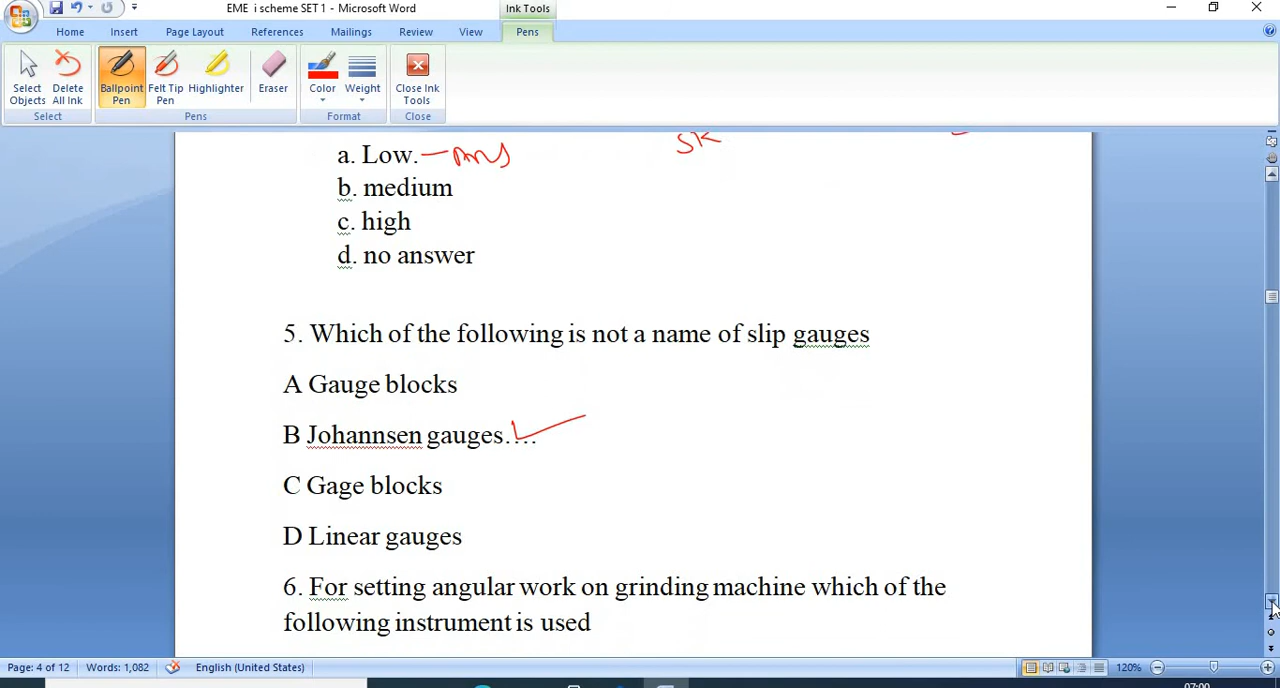 EME i scheme SET 1 - Microsoft Word
Ink Tools
Home Insert Page Layout References Mailings Review View Pens
Select Objects
Delete All Ink
Ballpoint Pen
Felt Tip Pen
Highlighter
Eraser
Color
Weight
Close Ink Tools
Select Pens Format Close
a. Low. - Ans
b. medium
c. high
d. no answer
5. Which of the following is not a name of slip gauges
A Gauge blocks
B Johannsen gauges....
C Gage blocks
D Linear gauges
6. For setting angular work on grinding machine which of the
following instrument is used
Page: 4 of 12 Words: 1,082 English (United States) 120%
07:00